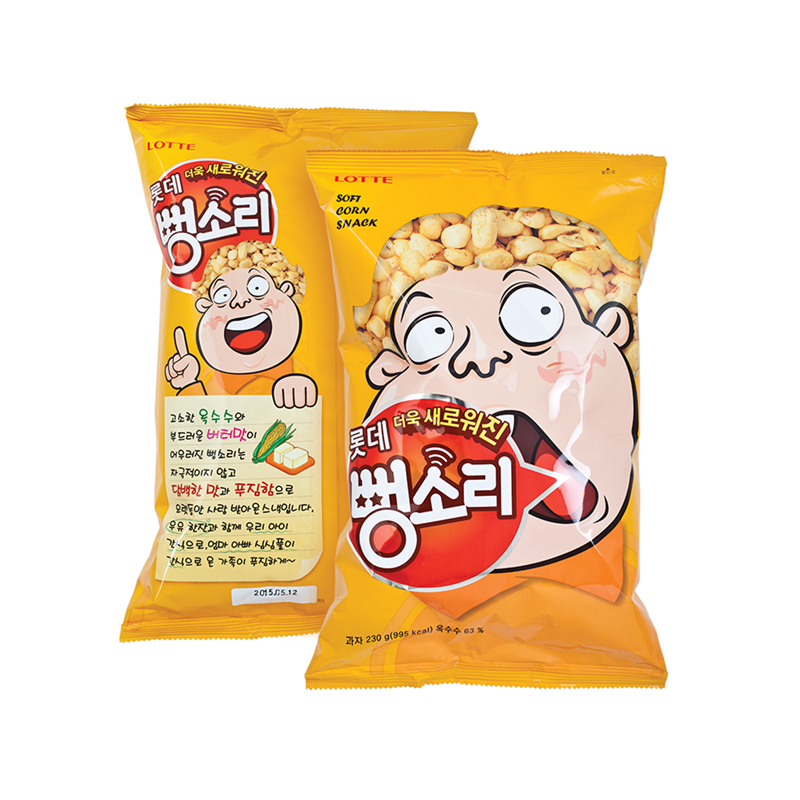 LOTTE
롯데 더욱 새로워진
뻥소리
고소한 옥수수와
부드러운 버터맛이
어우러진 뻥소리는
자극적이지 않고
담백한 맛과 푸짐함으로
오랫동안 사랑 받아온 스낵입니다.
우유 한잔과 함께 우리 아이
간식으로, 엄마 아빠 심심풀이
간식으로 온 가족이 푸짐하게~
2015.05.12
LOTTE
SOFT
CORN
SNACK
롯데 더욱 새로워진
뻥소리
과자 230 g(995 kcal) 옥수수 63 %